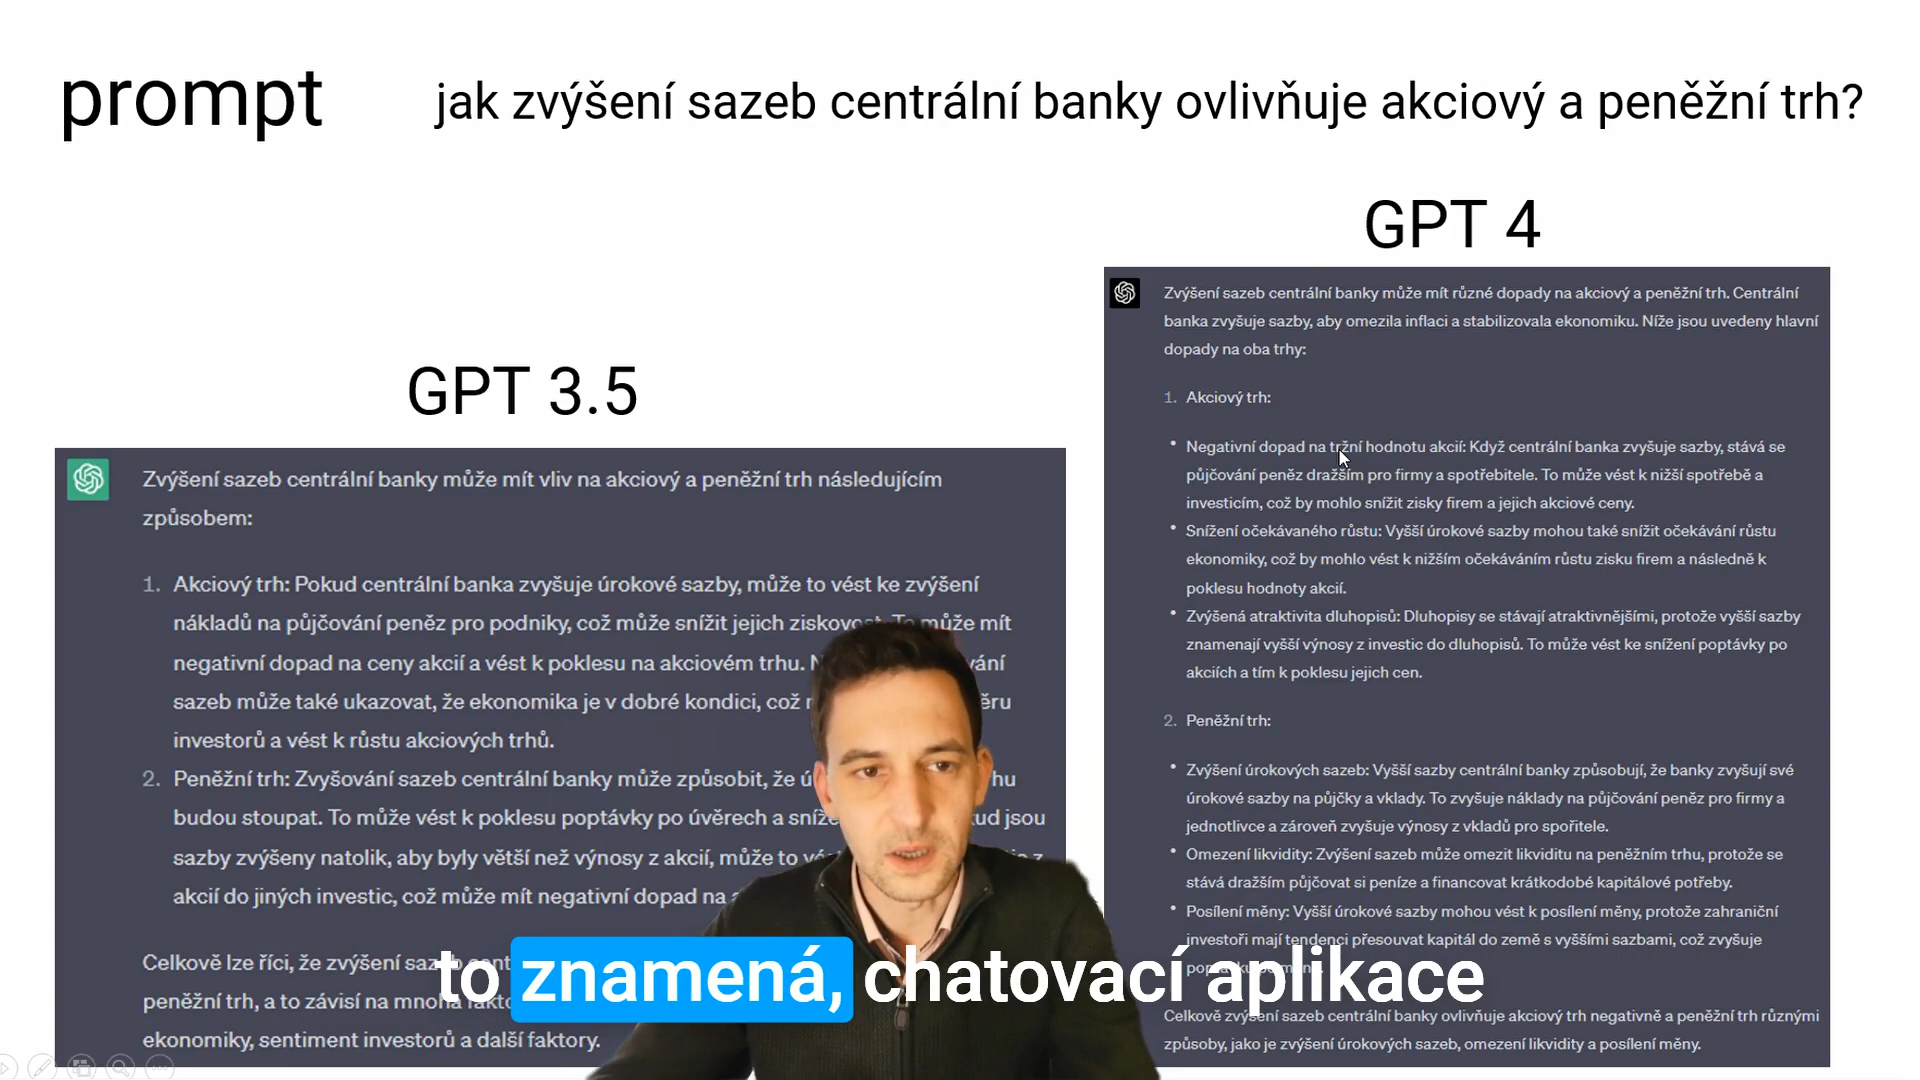 prompt
jak zvýšení sazeb centrální banky ovlivňuje akciový a peněžní trh?
GPT 3.5
Zvýšení sazeb centrální banky může mít vliv na akciový a peněžní trh následujícím
způsobem:
1. Akciový trh: Pokud centrální banka zvyšuje úrokové sazby, může to vést ke zvýšení
nákladů na půjčování peněz pro podniky, což může snížit jejich ziskovost. To může mít
negativní dopad na ceny akcií a vést k poklesu na akciovém trhu.
sazeb může také ukazovat, že ekonomika je v dobré kondici, což
investorů a vést k růstu akciových trhů.
2. Peněžní trh: Zvyšování sazeb centrální banky může způsobit, že
budou stoupat. To může vést k poklesu poptávky po úvěrech a jsou
sazby zvýšeny natolik, aby byly větší než výnosy z akcií, může to
akcií do jiných investic, což může mít negativní dopad na
Celkově lze říci, že zvýšení
peněžní trh, a to závisí na
ekonomiky, sentiment investorů a další faktory.
GPT 4
Zvýšení sazeb centrální banky může mít různé dopady na akciový a peněžní trh. Centrální
banka zvyšuje sazby, aby omezila inflaci a stabilizovala ekonomiku. Níže jsou uvedeny hlavní
dopady na oba trhy:
1. Akciový trh:
• Negativní dopad na tržní hodnotu akcií: Když centrální banka zvyšuje sazby, stává se
půjčování peněz dražším pro firmy a spotřebitele. To může vést k nižší spotřebě a
investicím, což by mohlo snížit zisky firem a jejich akciové ceny.
• Snížení očekávaného růstu: Vyšší úrokové sazby mohou také snížit očekávání růstu
ekonomiky, což by mohlo vést k nižším očekáváním růstu zisku firem a následně k
poklesu hodnoty akcií.
• Zvýšená atraktivita dluhopisů: Dluhopisy se stávají atraktivnějšími, protože vyšší sazby
znamenají vyšší výnosy z investic do dluhopisů. To může vést ke snížení poptávky po
akciích a tím k poklesu jejich cen.
2. Peněžní trh:
• Zvýšení úrokových sazeb: Vyšší sazby centrální banky způsobují, že banky zvyšují své
úrokové sazby na půjčky a vklady. To zvyšuje náklady na půjčování peněz pro firmy a
jednotlivce a zároveň zvyšuje výnosy z vkladů pro spořitele.
• Omezení likvidity: Zvýšení sazeb může omezit likviditu na peněžním trhu, protože se
stává dražším půjčovat si peníze a financovat krátkodobé kapitálové potřeby.
• Posílení měny: Vyšší úrokové sazby mohou vést k posílení měny, protože zahraniční
investoři mají tendenci přesouvat kapitál do země s vyššími sazbami, což zvyšuje
Celkově zvýšení sazeb centrální banky ovlivňuje akciový trh negativně a peněžní trh různými
způsoby, jako je zvýšení úrokových sazeb, omezení likvidity a posílení měny.
to znamená, chatovací aplikace